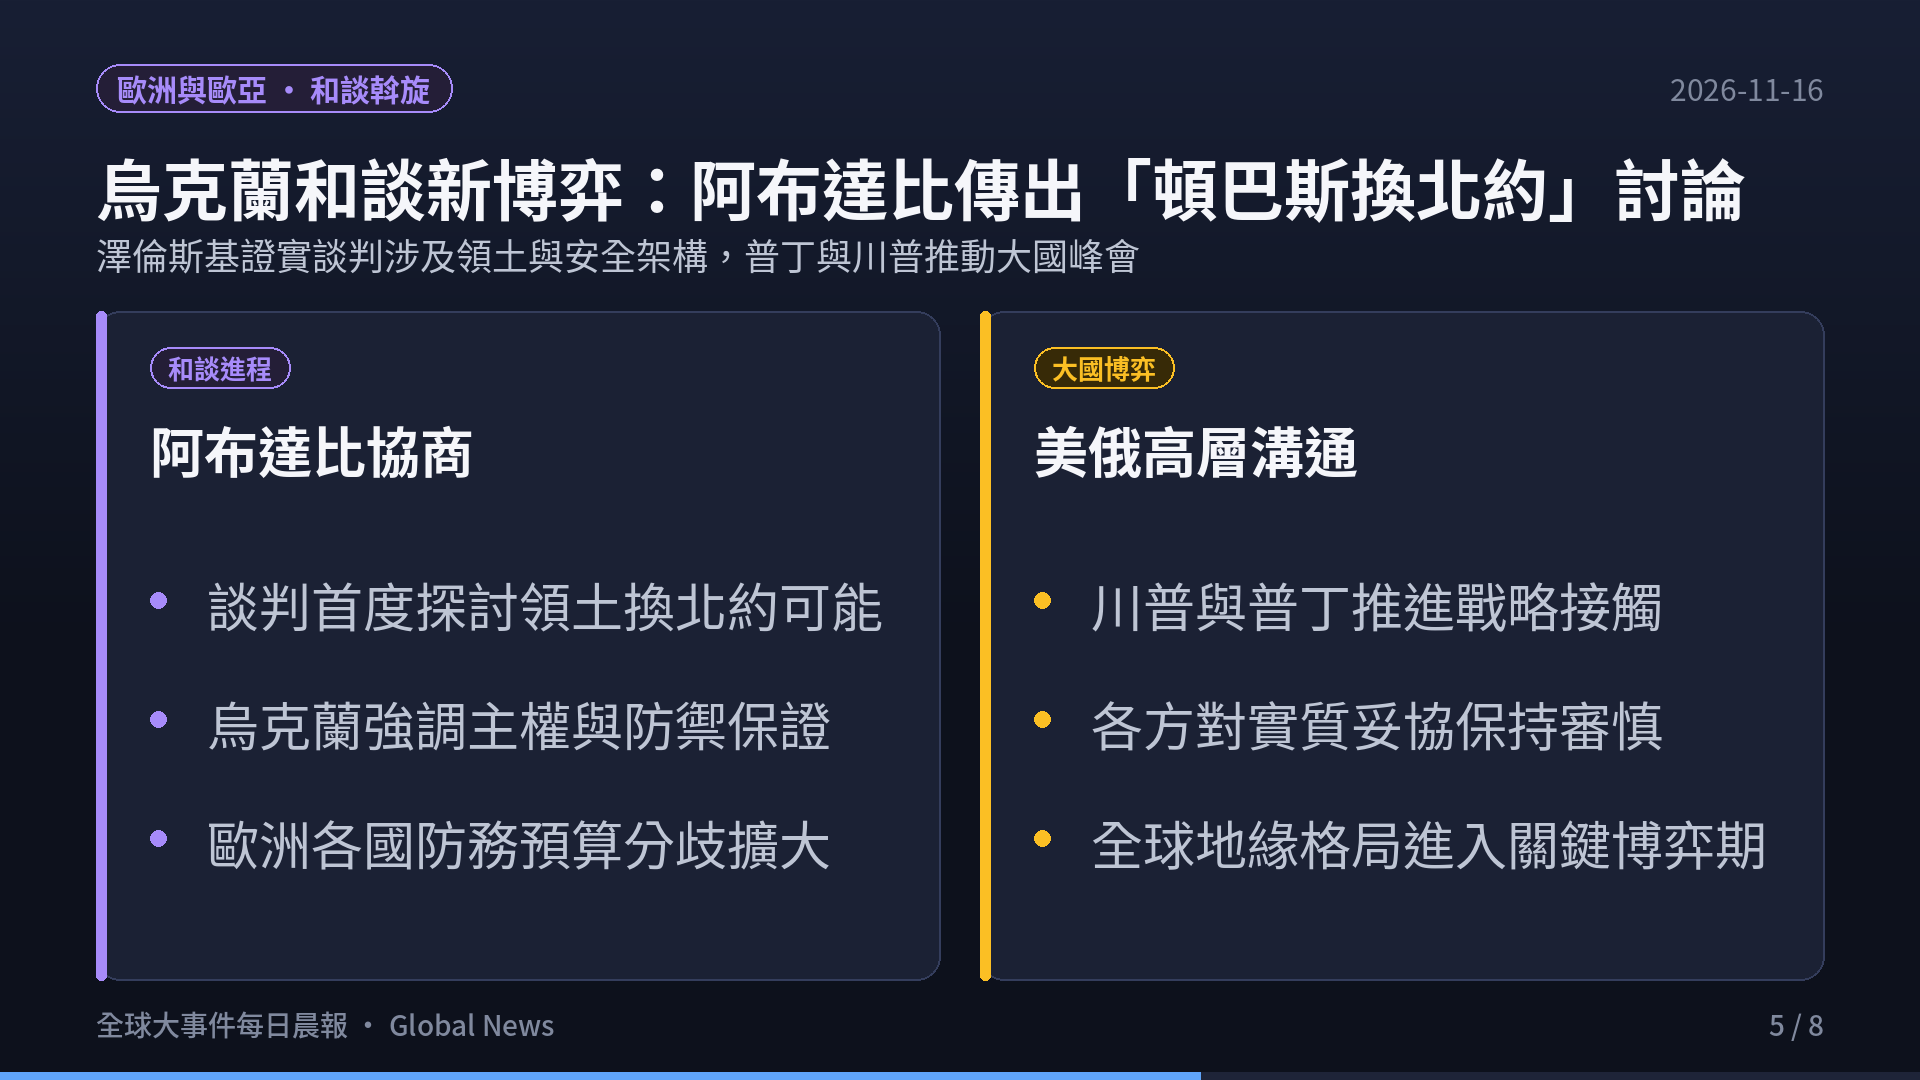 歐洲與歐亞 · 和談斡旋
2026-11-16
烏克蘭和談新博弈：阿布達比傳出「頓巴斯換北約」討論
澤倫斯基證實談判涉及領土與安全架構，普丁與川普推動大國峰會
和談進程
阿布達比協商
談判首度探討領土換北約可能
烏克蘭強調主權與防禦保證
歐洲各國防務預算分歧擴大
大國博弈
美俄高層溝通
川普與普丁推進戰略接觸
各方對實質妥協保持審慎
全球地緣格局進入關鍵博弈期
全球大事件每日晨報 · Global News
5 / 8